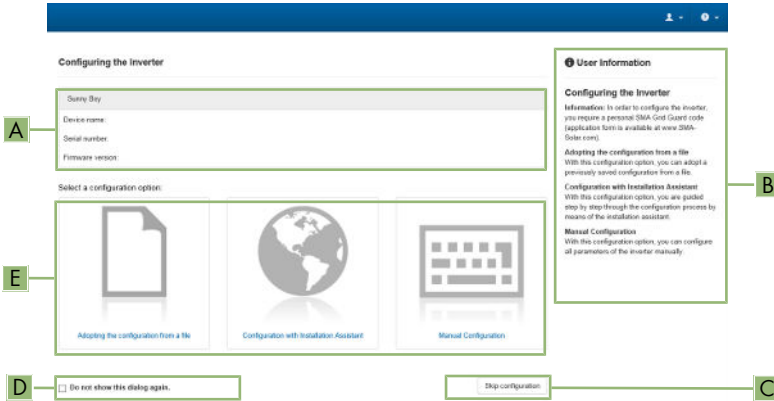 Configuring the Inverter
Sunny Boy
Device name:
Serial number:
Firmware version:
Select a configuration option:
Adopting the configuration from a file
Configuration with Installation Assistant
Manual Configuration
Do not show this dialog again.
Skip configuration
User Information
Configuring the Inverter
Information: In order to configure the inverter,
you require a personal SMA Grid Guard code
(application form is available at www.SMA-
Solar.com).
Adopting the configuration from a file
With this configuration option, you can adopt a
previously saved configuration from a file.
Configuration with Installation Assistant
With this configuration option, you are guided
step by step through the configuration process by
means of the installation assistant.
Manual Configuration
With this configuration option, you can configure
all parameters of the inverter manually.
A
B
C
D
E